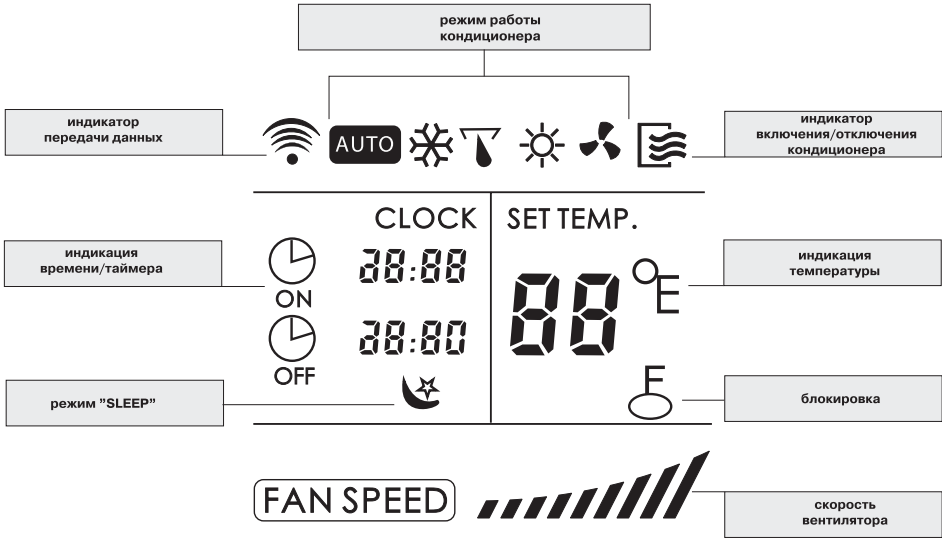 режим работы
кондиционера
индикатор
передачи данных
AUTO
индикатор
включения/отключения
кондиционера
CLOCK
SET TEMP.
индикация
времени/таймера
ON
88:88
88
°E
индикация
температуры
OFF
88:80
режим ”SLEEP”
F
блокировка
FAN SPEED
скорость
вентилятора